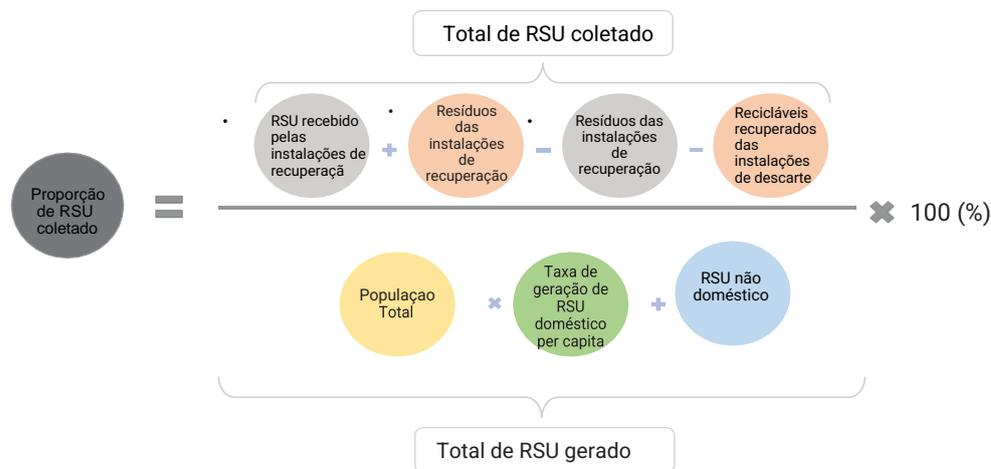 Total de RSU coletado
RSU recebido
pelas
instalações de
recuperaçã
+
Resíduos
das
instalações
de
recuperação
−
Resíduos das
instalações
de
recuperação
−
Recicláveis
recuperados
das
instalações
de descarte
Proporção
de RSU
coletado
=
× 100 (%)
Populaçao
Total
×
Taxa de
geração de
RSU
doméstico
per capita
+
RSU não
doméstico
Total de RSU gerado